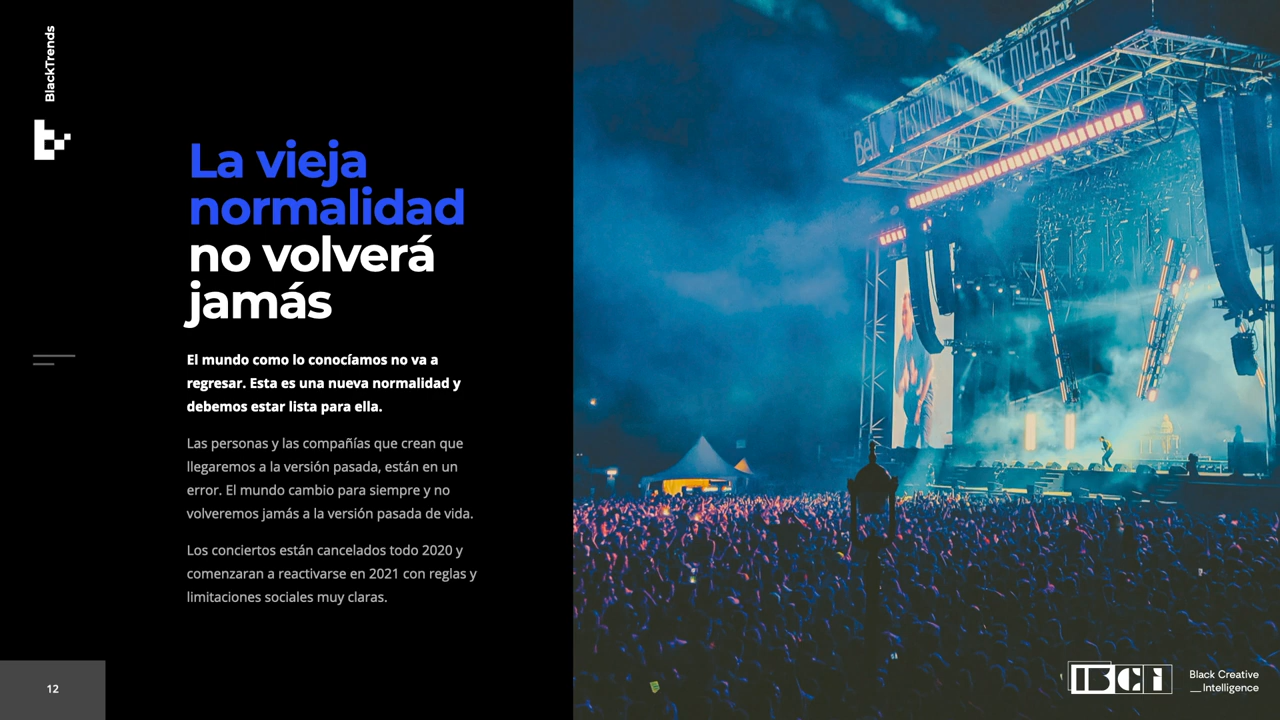 BlackTrends
La vieja
normalidad
no volverá
jamás
El mundo como lo conocíamos no va a
regresar. Esta es una nueva normalidad y
debemos estar lista para ella.
Las personas y las compañías que crean que
llegaremos a la versión pasada, están en un
error. El mundo cambio para siempre y no
volveremos jamás a la versión pasada de vida.
Los conciertos están cancelados todo 2020 y
comenzaran a reactivarse en 2021 con reglas y
limitaciones sociales muy claras.
12
Bell FESTIVAL D'ÉTÉ DE QUÉBEC
BCI
Black Creative
__Intelligence